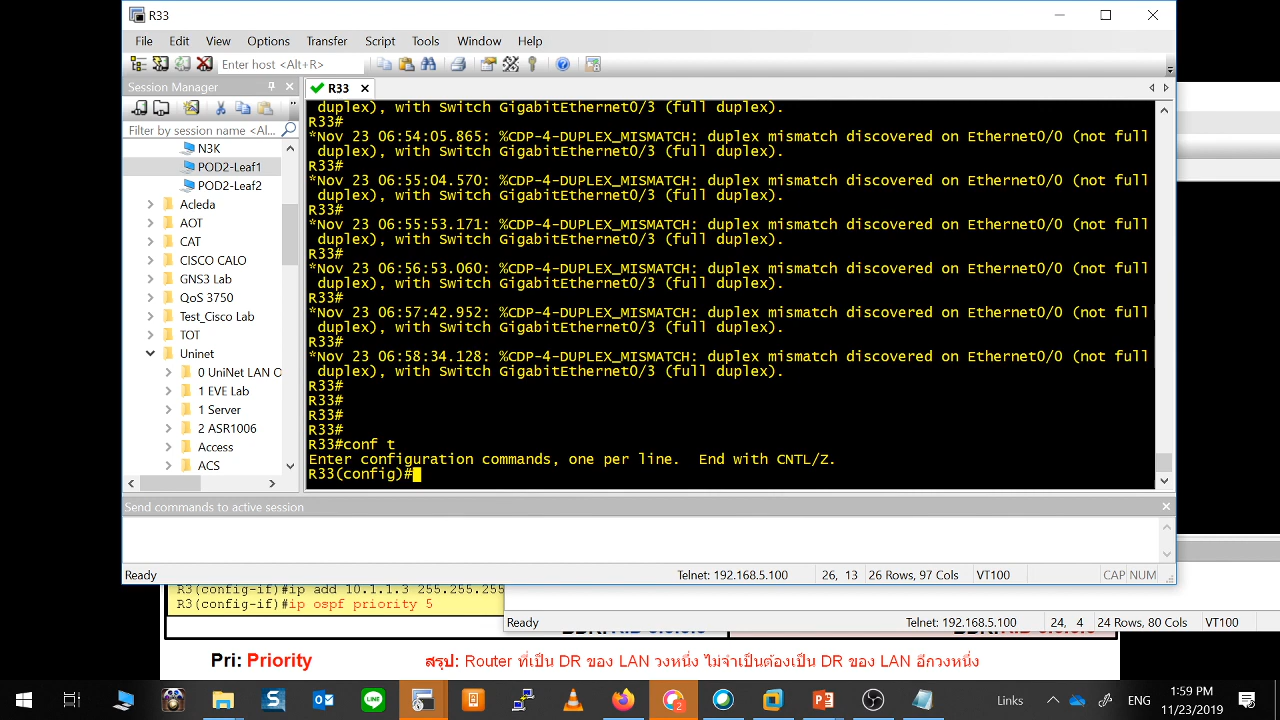 R33
File Edit View Options Transfer Script Tools Window Help
Enter host <Alt+R>
Session Manager
R33
Filter by session name <Al...
N3K
POD2-Leaf1
POD2-Leaf2
Acleda
AOT
CAT
CISCO CALO
GNS3 Lab
QoS 3750
Test_Cisco Lab
TOT
Uninet
0 UniNet LAN O
1 EVE Lab
1 Server
2 ASR1006
Access
ACS
duplex), with Switch GigabitEthernet0/3 (full duplex).
R33#
*Nov 23 06:54:05.865: %CDP-4-DUPLEX_MISMATCH: duplex mismatch discovered on Ethernet0/0 (not full
duplex), with Switch GigabitEthernet0/3 (full duplex).
R33#
*Nov 23 06:55:04.570: %CDP-4-DUPLEX_MISMATCH: duplex mismatch discovered on Ethernet0/0 (not full
duplex), with Switch GigabitEthernet0/3 (full duplex).
R33#
*Nov 23 06:55:53.171: %CDP-4-DUPLEX_MISMATCH: duplex mismatch discovered on Ethernet0/0 (not full
duplex), with Switch GigabitEthernet0/3 (full duplex).
R33#
*Nov 23 06:56:53.060: %CDP-4-DUPLEX_MISMATCH: duplex mismatch discovered on Ethernet0/0 (not full
duplex), with Switch GigabitEthernet0/3 (full duplex).
R33#
*Nov 23 06:57:42.952: %CDP-4-DUPLEX_MISMATCH: duplex mismatch discovered on Ethernet0/0 (not full
duplex), with Switch GigabitEthernet0/3 (full duplex).
R33#
*Nov 23 06:58:34.128: %CDP-4-DUPLEX_MISMATCH: duplex mismatch discovered on Ethernet0/0 (not full
duplex), with Switch GigabitEthernet0/3 (full duplex).
R33#
R33#
R33#
R33#
R33#conf t
Enter configuration commands, one per line.  End with CNTL/Z.
R33(config)#
Send commands to active session
Ready Telnet: 192.168.5.100 26, 13 26 Rows, 97 Cols VT100 CAP NUM
R3(config-if)#ip add 10.1.1.3 255.255.255
R3(config-if)#ip ospf priority 5
Ready Telnet: 192.168.5.100 24, 4 24 Rows, 80 Cols VT100
Pri: Priority
สรุป: Router ที่เป็น DR ของ LAN วงหนึ่ง ไม่จำเป็นต้องเป็น DR ของ LAN อีกวงหนึ่ง
Links ENG 1:59 PM
11/23/2019